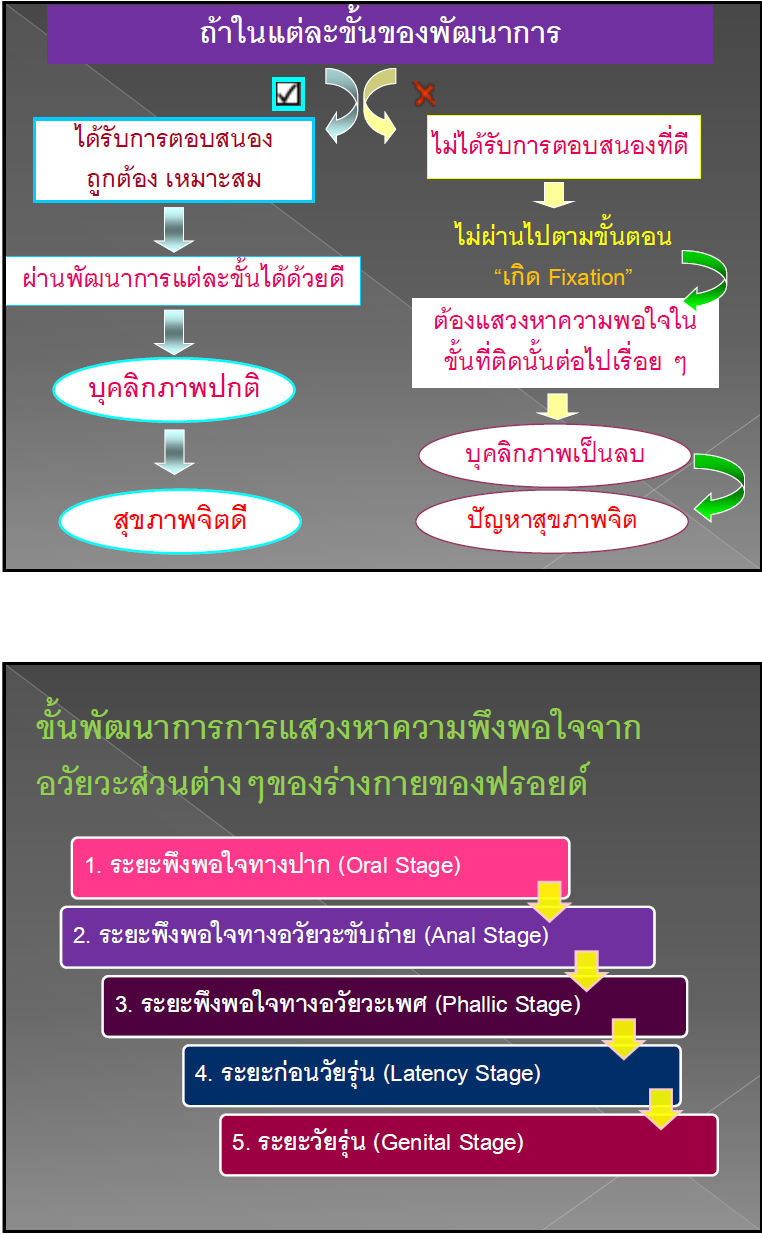 ถ้าในแต่ละขั้นของพัฒนาการ
ได้รับการตอบสนอง
ถูกต้อง เหมาะสม
ผ่านพัฒนาการแต่ละขั้นได้ด้วยดี
บุคลิกภาพปกติ
สุขภาพจิตดี
ไม่ได้รับการตอบสนองที่ดี
ไม่ผ่านไปตามขั้นตอน
“เกิด Fixation”
ต้องแสวงหาความพอใจใน
ขั้นที่ติดนั้นต่อไปเรื่อย ๆ
บุคลิกภาพเป็นลบ
ปัญหาสุขภาพจิต
ขั้นพัฒนาการการแสวงหาความพึงพอใจจาก
อวัยวะส่วนต่างๆของร่างกายของฟรอยด์
1. ระยะพึงพอใจทางปาก (Oral Stage)
2. ระยะพึงพอใจทางอวัยวะขับถ่าย (Anal Stage)
3. ระยะพึงพอใจทางอวัยวะเพศ (Phallic Stage)
4. ระยะก่อนวัยรุ่น (Latency Stage)
5. ระยะวัยรุ่น (Genital Stage)